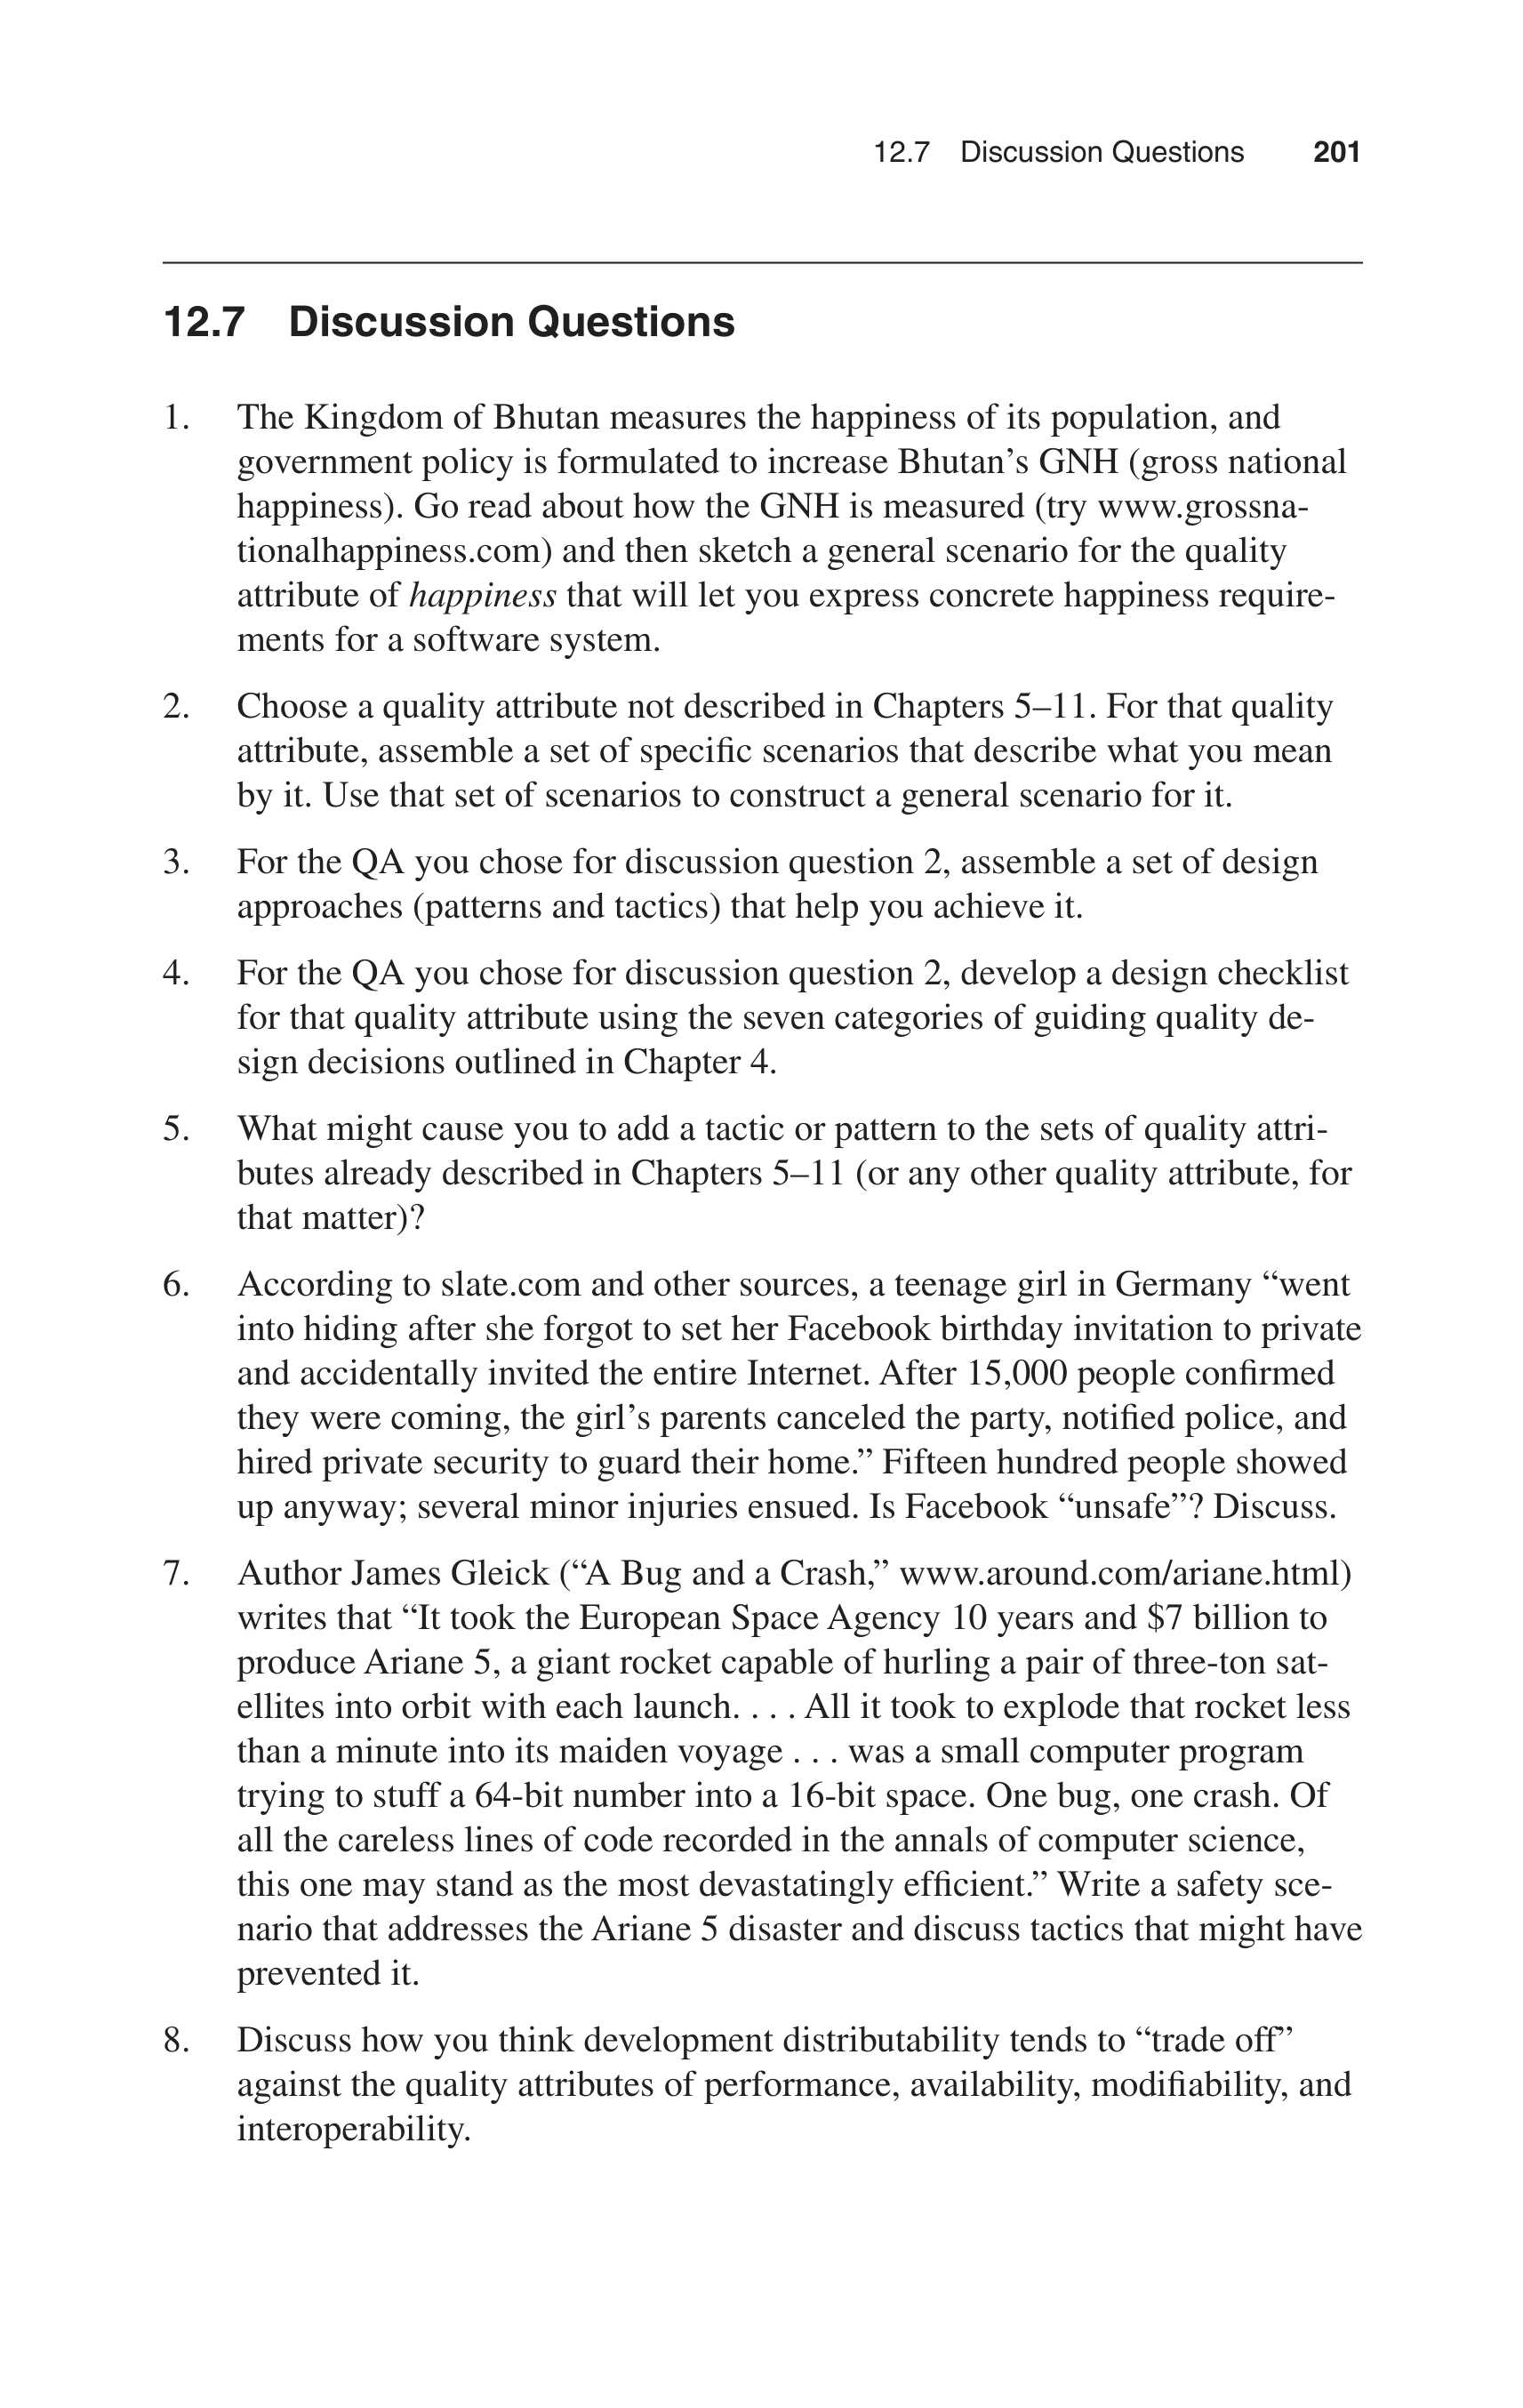 12.7 Discussion Questions 201
12.7 Discussion Questions
1. The Kingdom of Bhutan measures the happiness of its population, and
government policy is formulated to increase Bhutan’s GNH (gross national
happiness). Go read about how the GNH is measured (try www.grossna-
tionalhappiness.com) and then sketch a general scenario for the quality
attribute of happiness that will let you express concrete happiness require-
ments for a software system.
2. Choose a quality attribute not described in Chapters 5–11. For that quality
attribute, assemble a set of specific scenarios that describe what you mean
by it. Use that set of scenarios to construct a general scenario for it.
3. For the QA you chose for discussion question 2, assemble a set of design
approaches (patterns and tactics) that help you achieve it.
4. For the QA you chose for discussion question 2, develop a design checklist
for that quality attribute using the seven categories of guiding quality de-
sign decisions outlined in Chapter 4.
5. What might cause you to add a tactic or pattern to the sets of quality attri-
butes already described in Chapters 5–11 (or any other quality attribute, for
that matter)?
6. According to slate.com and other sources, a teenage girl in Germany “went
into hiding after she forgot to set her Facebook birthday invitation to private
and accidentally invited the entire Internet. After 15,000 people confirmed
they were coming, the girl’s parents canceled the party, notified police, and
hired private security to guard their home.” Fifteen hundred people showed
up anyway; several minor injuries ensued. Is Facebook “unsafe”? Discuss.
7. Author James Gleick (“A Bug and a Crash,” www.around.com/ariane.html)
writes that “It took the European Space Agency 10 years and $7 billion to
produce Ariane 5, a giant rocket capable of hurling a pair of three-ton sat-
ellites into orbit with each launch. . . . All it took to explode that rocket less
than a minute into its maiden voyage . . . was a small computer program
trying to stuff a 64-bit number into a 16-bit space. One bug, one crash. Of
all the careless lines of code recorded in the annals of computer science,
this one may stand as the most devastatingly efficient.” Write a safety sce-
nario that addresses the Ariane 5 disaster and discuss tactics that might have
prevented it.
8. Discuss how you think development distributability tends to “trade off”
against the quality attributes of performance, availability, modifiability, and
interoperability.